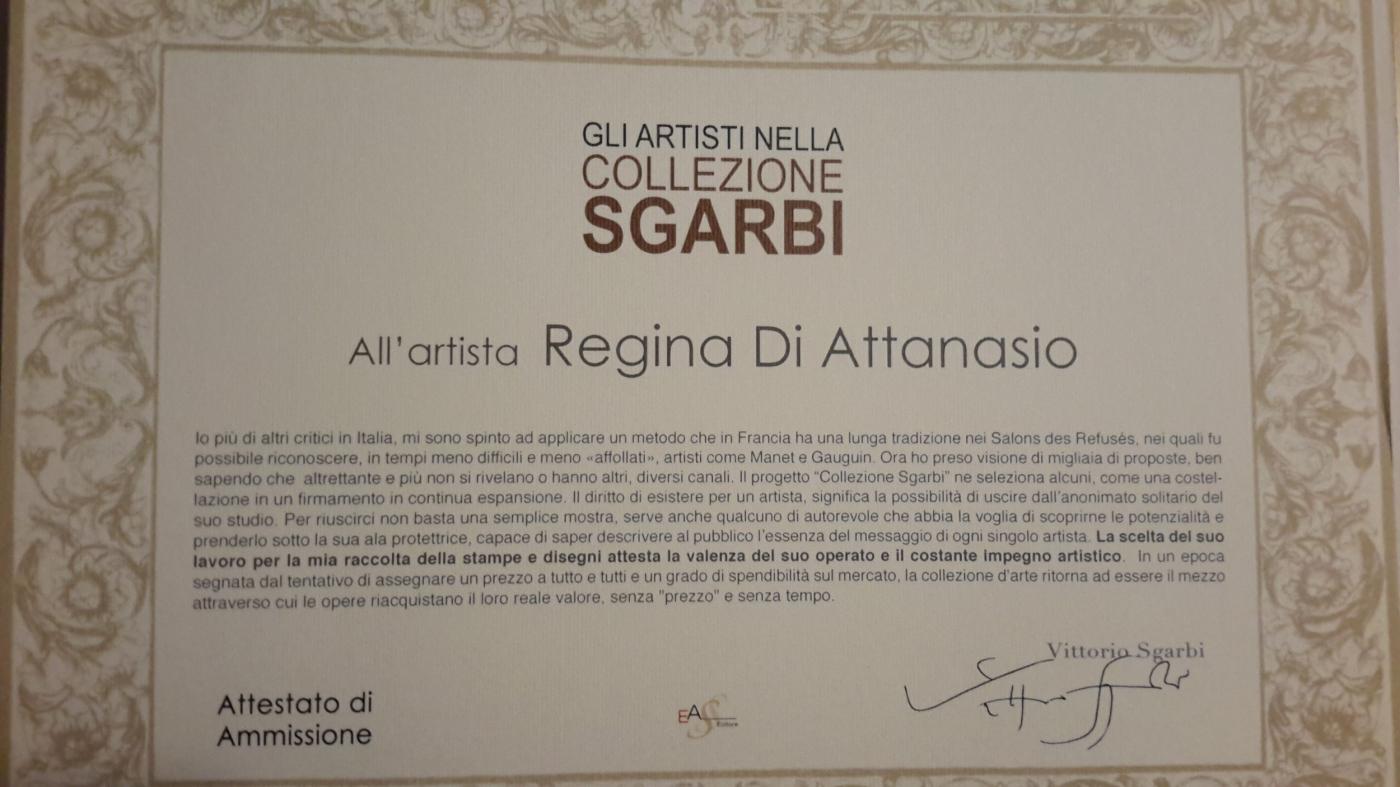 GLI ARTISTI NELLA
COLLEZIONE
SGARBI
All'artista Regina Di Attanasio
Io più di altri critici in Italia, mi sono spinto ad applicare un metodo che in Francia ha una lunga tradizione nei Salons des Refusés, nei quali fu
possibile riconoscere, in tempi meno difficili e meno «affollati», artisti come Manet e Gauguin. Ora ho preso visione di migliaia di proposte, ben
sapendo che altrettante e più non si rivelano o hanno altri, diversi canali. Il progetto "Collezione Sgarbi" ne seleziona alcuni, come una costel-
lazione in un firmamento in continua espansione. Il diritto di esistere per un artista, significa la possibilità di uscire dall'anonimato solitario del
suo studio. Per riuscirci non basta una semplice mostra, serve anche qualcuno di autorevole che abbia la voglia di scoprirne le potenzialità e
prenderlo sotto la sua ala protettrice, capace di saper descrivere al pubblico l'essenza del messaggio di ogni singolo artista. La scelta del suo
lavoro per la mia raccolta della stampe e disegni attesta la valenza del suo operato e il costante impegno artistico. In un epoca
segnata dal tentativo di assegnare un prezzo a tutto e tutti e un grado di spendibilità sul mercato, la collezione d'arte ritorna ad essere il mezzo
attraverso cui le opere riacquistano il loro reale valore, senza "prezzo" e senza tempo.
Vittorio Sgarbi
Attestato di
Ammissione
EA Editore